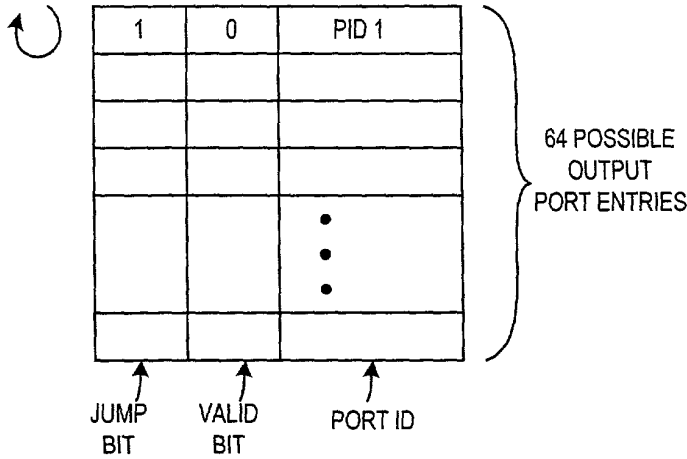 1 0 PID 1
64 POSSIBLE
OUTPUT
PORT ENTRIES
JUMP
BIT
VALID
BIT
PORT ID